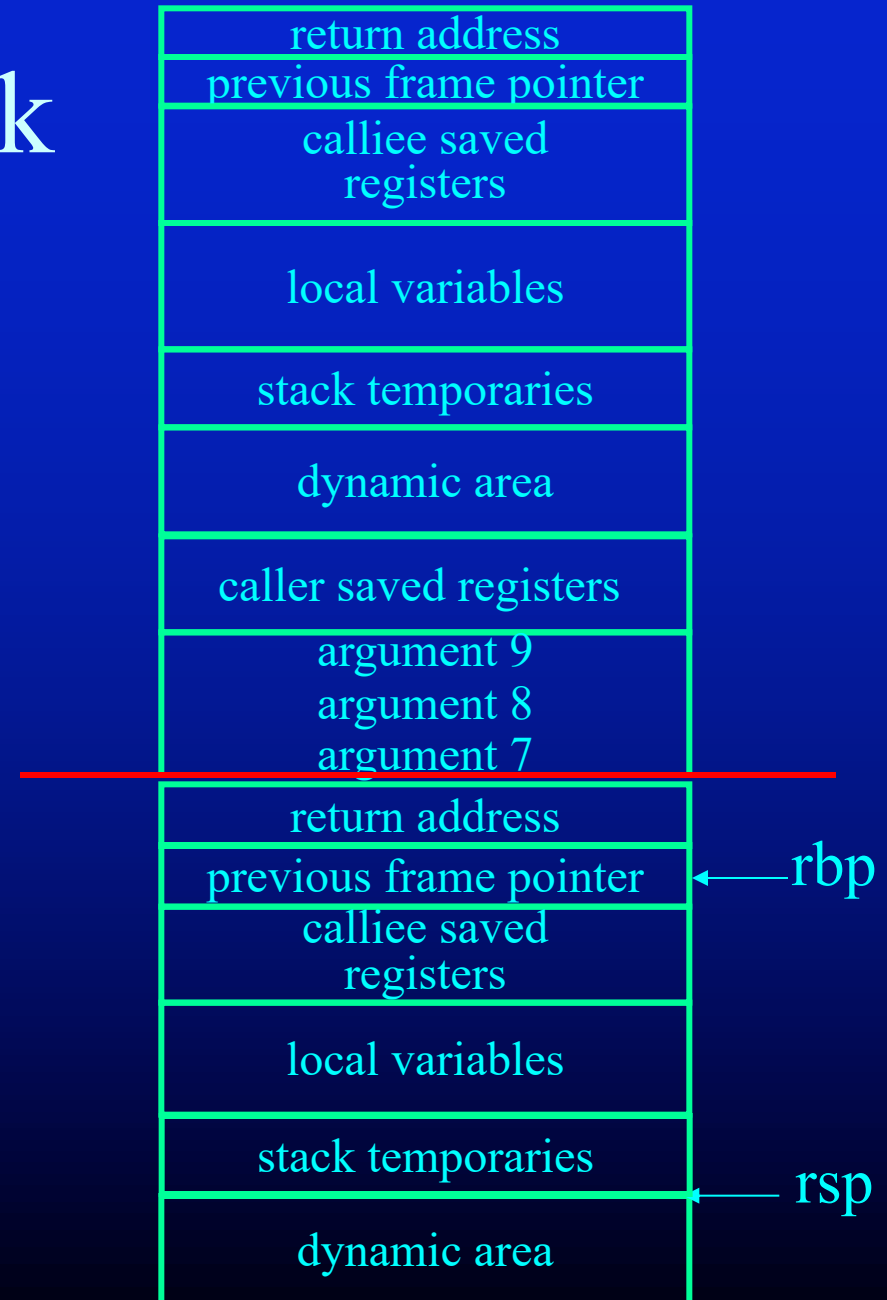 return address
k
previous frame pointer
calliee saved
registers
local variables
stack temporaries
dynamic area
caller saved registers
argument 9
argument 8
argument 7
return address
previous frame pointer
rbp
calliee saved
registers
local variables
stack temporaries
rsp
dynamic area